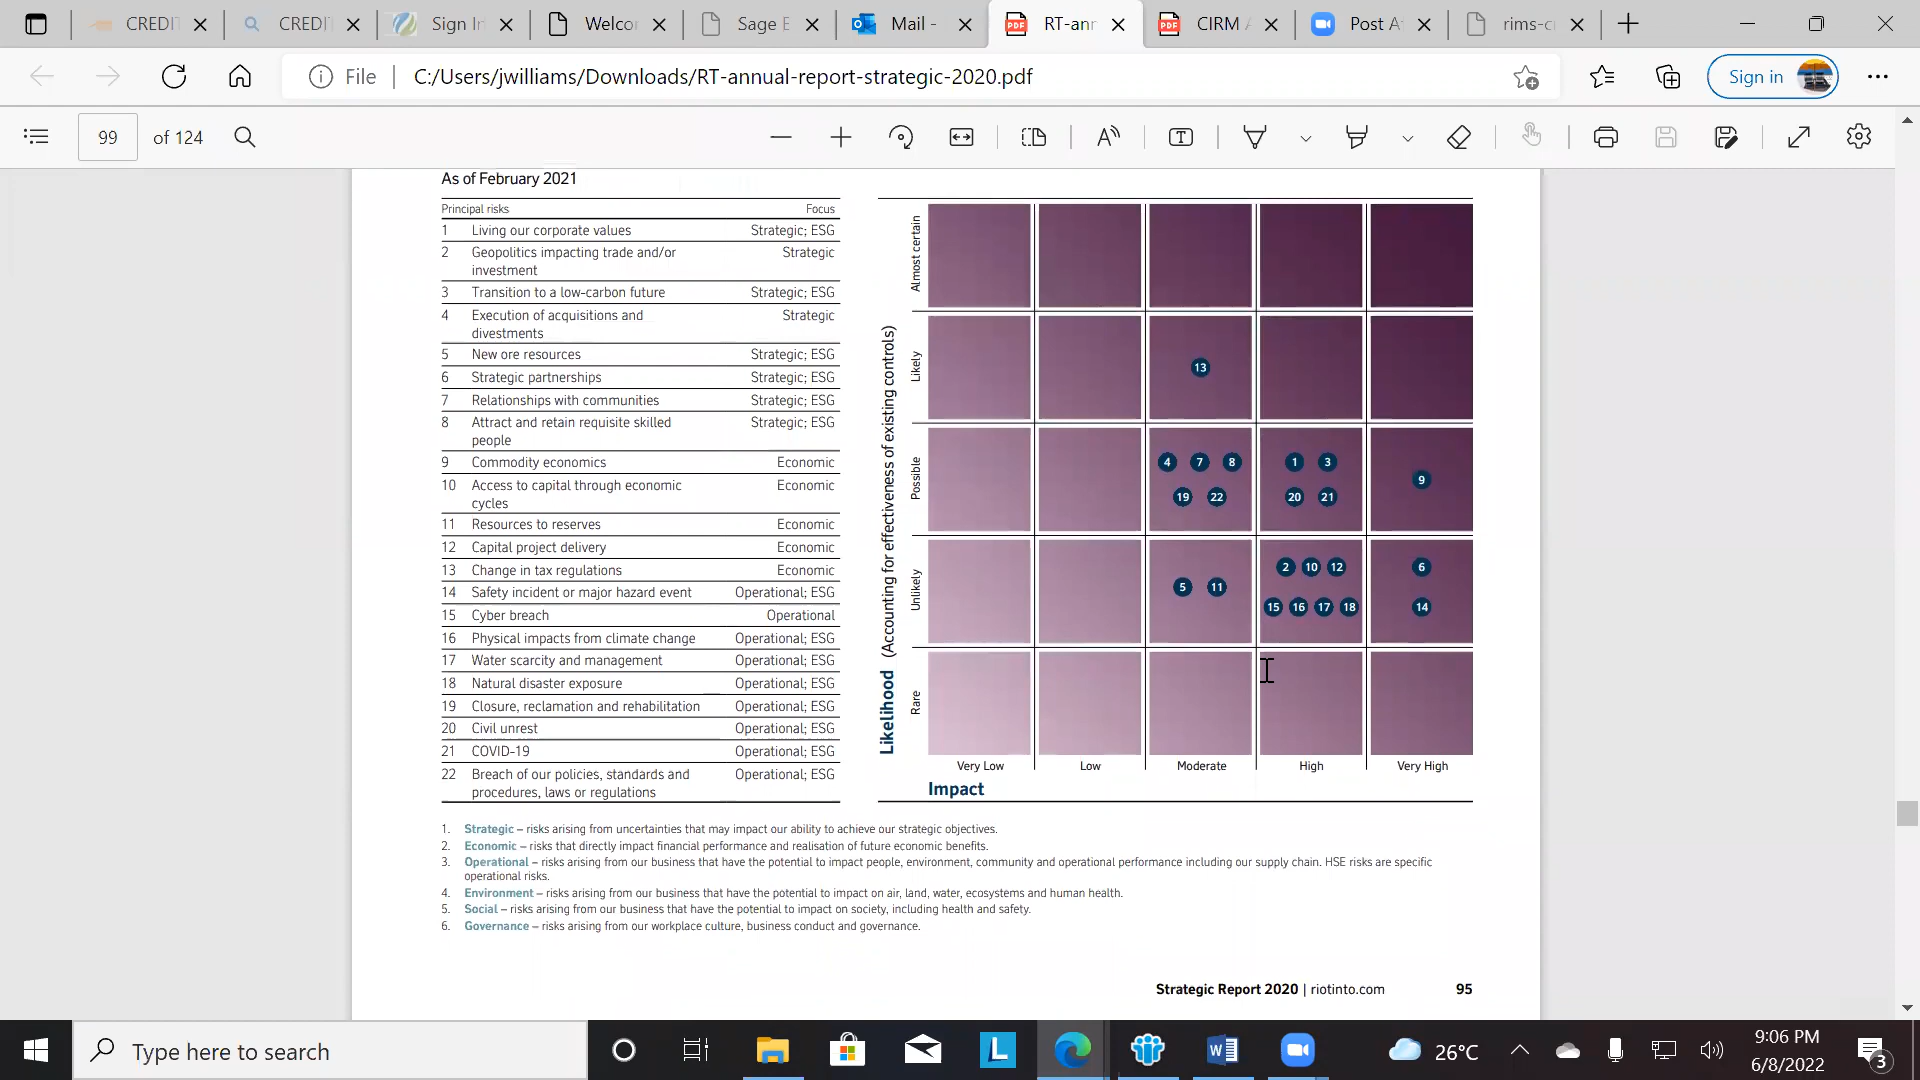 CREDIT
CREDIT
Sign In
Welco
Sage E
Mail -
RT-ann
CIRM A
Post At
rims-c
File
C:/Users/jwilliams/Downloads/RT-annual-report-strategic-2020.pdf
Sign in
99 of 124
As of February 2021
Principal risks Focus
1 Living our corporate values Strategic; ESG
2 Geopolitics impacting trade and/or Strategic
investment
3 Transition to a low-carbon future Strategic; ESG
4 Execution of acquisitions and Strategic
divestments
5 New ore resources Strategic; ESG
6 Strategic partnerships Strategic; ESG
7 Relationships with communities Strategic; ESG
8 Attract and retain requisite skilled Strategic; ESG
people
9 Commodity economics Economic
10 Access to capital through economic Economic
cycles
11 Resources to reserves Economic
12 Capital project delivery Economic
13 Change in tax regulations Economic
14 Safety incident or major hazard event Operational; ESG
15 Cyber breach Operational
16 Physical impacts from climate change Operational; ESG
17 Water scarcity and management Operational; ESG
18 Natural disaster exposure Operational; ESG
19 Closure, reclamation and rehabilitation Operational; ESG
20 Civil unrest Operational; ESG
21 COVID-19 Operational; ESG
22 Breach of our policies, standards and Operational; ESG
procedures, laws or regulations
Likelihood (Accounting for effectiveness of existing controls)
Almost certain
Likely
13
Possible
4 7 8 1 3 9
19 22 20 21
Unlikely
2 10 12 6
5 11
15 16 17 18 14
Rare
Very Low Low Moderate High Very High
Impact
1. Strategic – risks arising from uncertainties that may impact our ability to achieve our strategic objectives.
2. Economic – risks that directly impact financial performance and realisation of future economic benefits.
3. Operational – risks arising from our business that have the potential to impact people, environment, community and operational performance including our supply chain. HSE risks are specific
operational risks.
4. Environment – risks arising from our business that have the potential to impact on air, land, water, ecosystems and human health.
5. Social – risks arising from our business that have the potential to impact on society, including health and safety.
6. Governance – risks arising from our workplace culture, business conduct and governance.
Strategic Report 2020 | riotinto.com 95
Type here to search
26°C
9:06 PM
6/8/2022
3